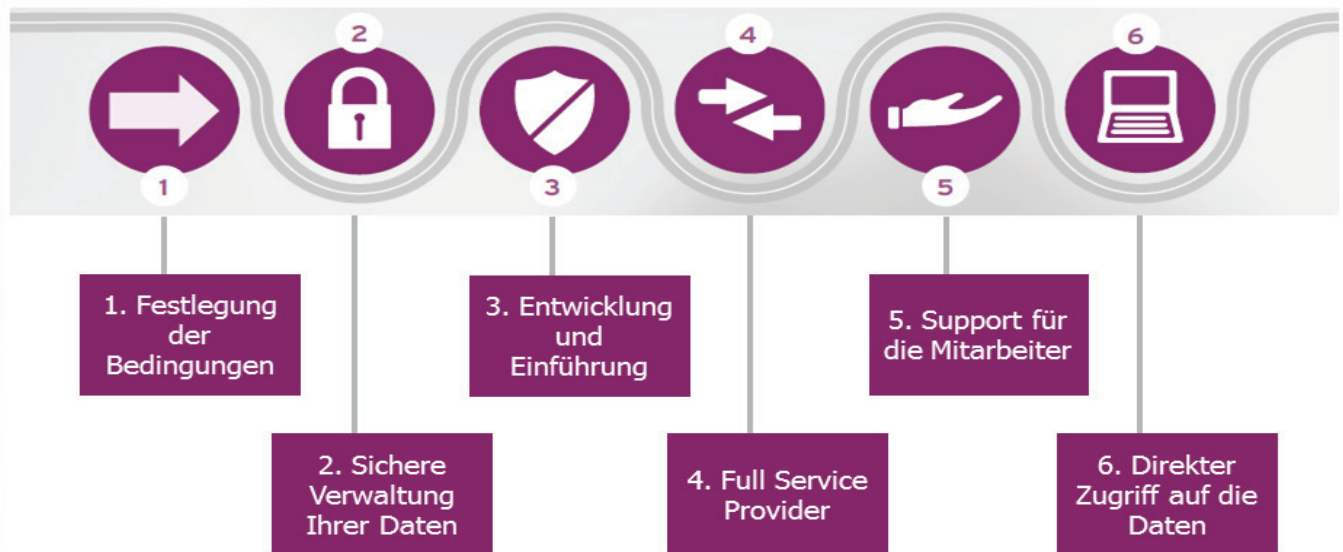 2
4
6
1
3
5
1. Festlegung
der
Bedingungen
3. Entwicklung
und
Einführung
5. Support für
die Mitarbeiter
2. Sichere
Verwaltung
Ihrer Daten
4. Full Service
Provider
6. Direkter
Zugriff auf die
Daten